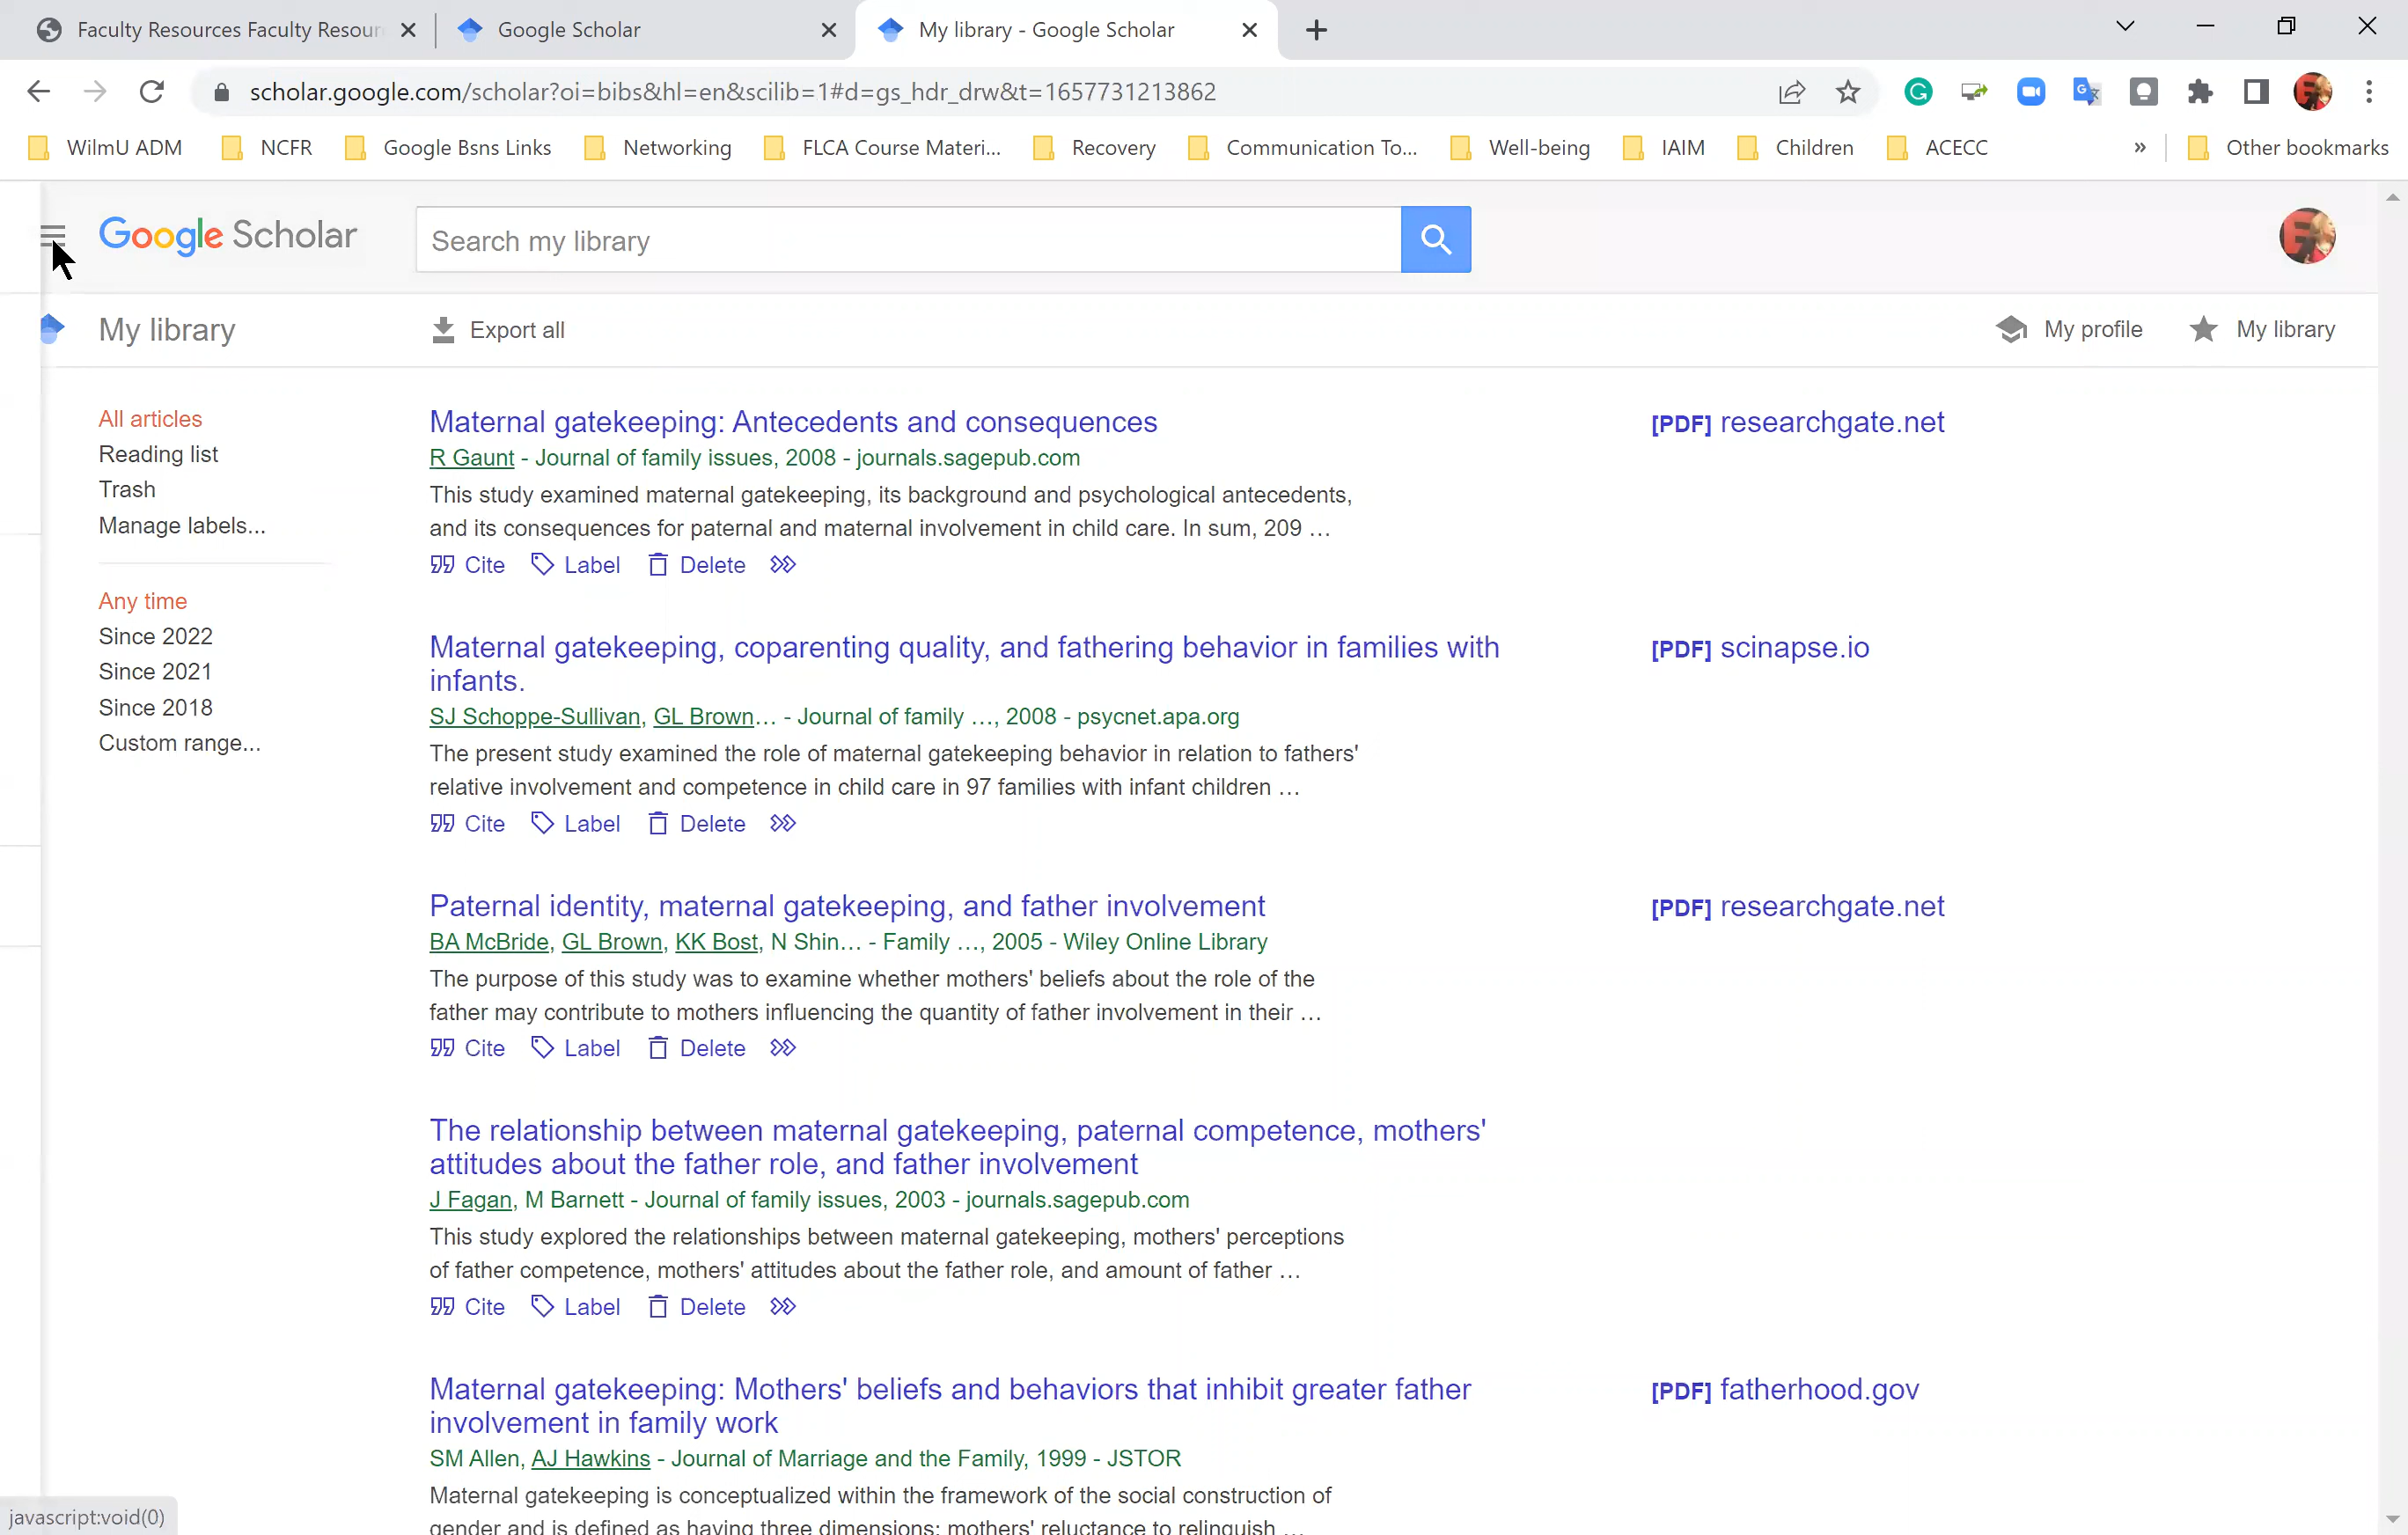 Faculty Resources Faculty Resour
Google Scholar
My library - Google Scholar
scholar.google.com/scholar?oi=bibs&hl=en&scilib=1#d=gs_hdr_drw&t=1657731213862
WilmU ADM
NCFR
Google Bsns Links
Networking
FLCA Course Materi...
Recovery
Communication To...
Well-being
IAIM
Children
ACECC
»
Other bookmarks
Google Scholar
Search my library
My library
Export all
My profile
My library
All articles
Reading list
Trash
Manage labels...
Any time
Since 2022
Since 2021
Since 2018
Custom range...
Maternal gatekeeping: Antecedents and consequences
[PDF] researchgate.net
R Gaunt - Journal of family issues, 2008 - journals.sagepub.com
This study examined maternal gatekeeping, its background and psychological antecedents,
and its consequences for paternal and maternal involvement in child care. In sum, 209 …
Cite Label Delete
Maternal gatekeeping, coparenting quality, and fathering behavior in families with
infants.
[PDF] scinapse.io
SJ Schoppe-Sullivan, GL Brown… - Journal of family …, 2008 - psycnet.apa.org
The present study examined the role of maternal gatekeeping behavior in relation to fathers'
relative involvement and competence in child care in 97 families with infant children …
Cite Label Delete
Paternal identity, maternal gatekeeping, and father involvement
[PDF] researchgate.net
BA McBride, GL Brown, KK Bost, N Shin… - Family …, 2005 - Wiley Online Library
The purpose of this study was to examine whether mothers' beliefs about the role of the
father may contribute to mothers influencing the quantity of father involvement in their …
Cite Label Delete
The relationship between maternal gatekeeping, paternal competence, mothers'
attitudes about the father role, and father involvement
J Fagan, M Barnett - Journal of family issues, 2003 - journals.sagepub.com
This study explored the relationships between maternal gatekeeping, mothers' perceptions
of father competence, mothers' attitudes about the father role, and amount of father …
Cite Label Delete
Maternal gatekeeping: Mothers' beliefs and behaviors that inhibit greater father
involvement in family work
[PDF] fatherhood.gov
SM Allen, AJ Hawkins - Journal of Marriage and the Family, 1999 - JSTOR
Maternal gatekeeping is conceptualized within the framework of the social construction of
gender and is defined as having three dimensions: mothers' reluctance to relinquish …
javascript:void(0)